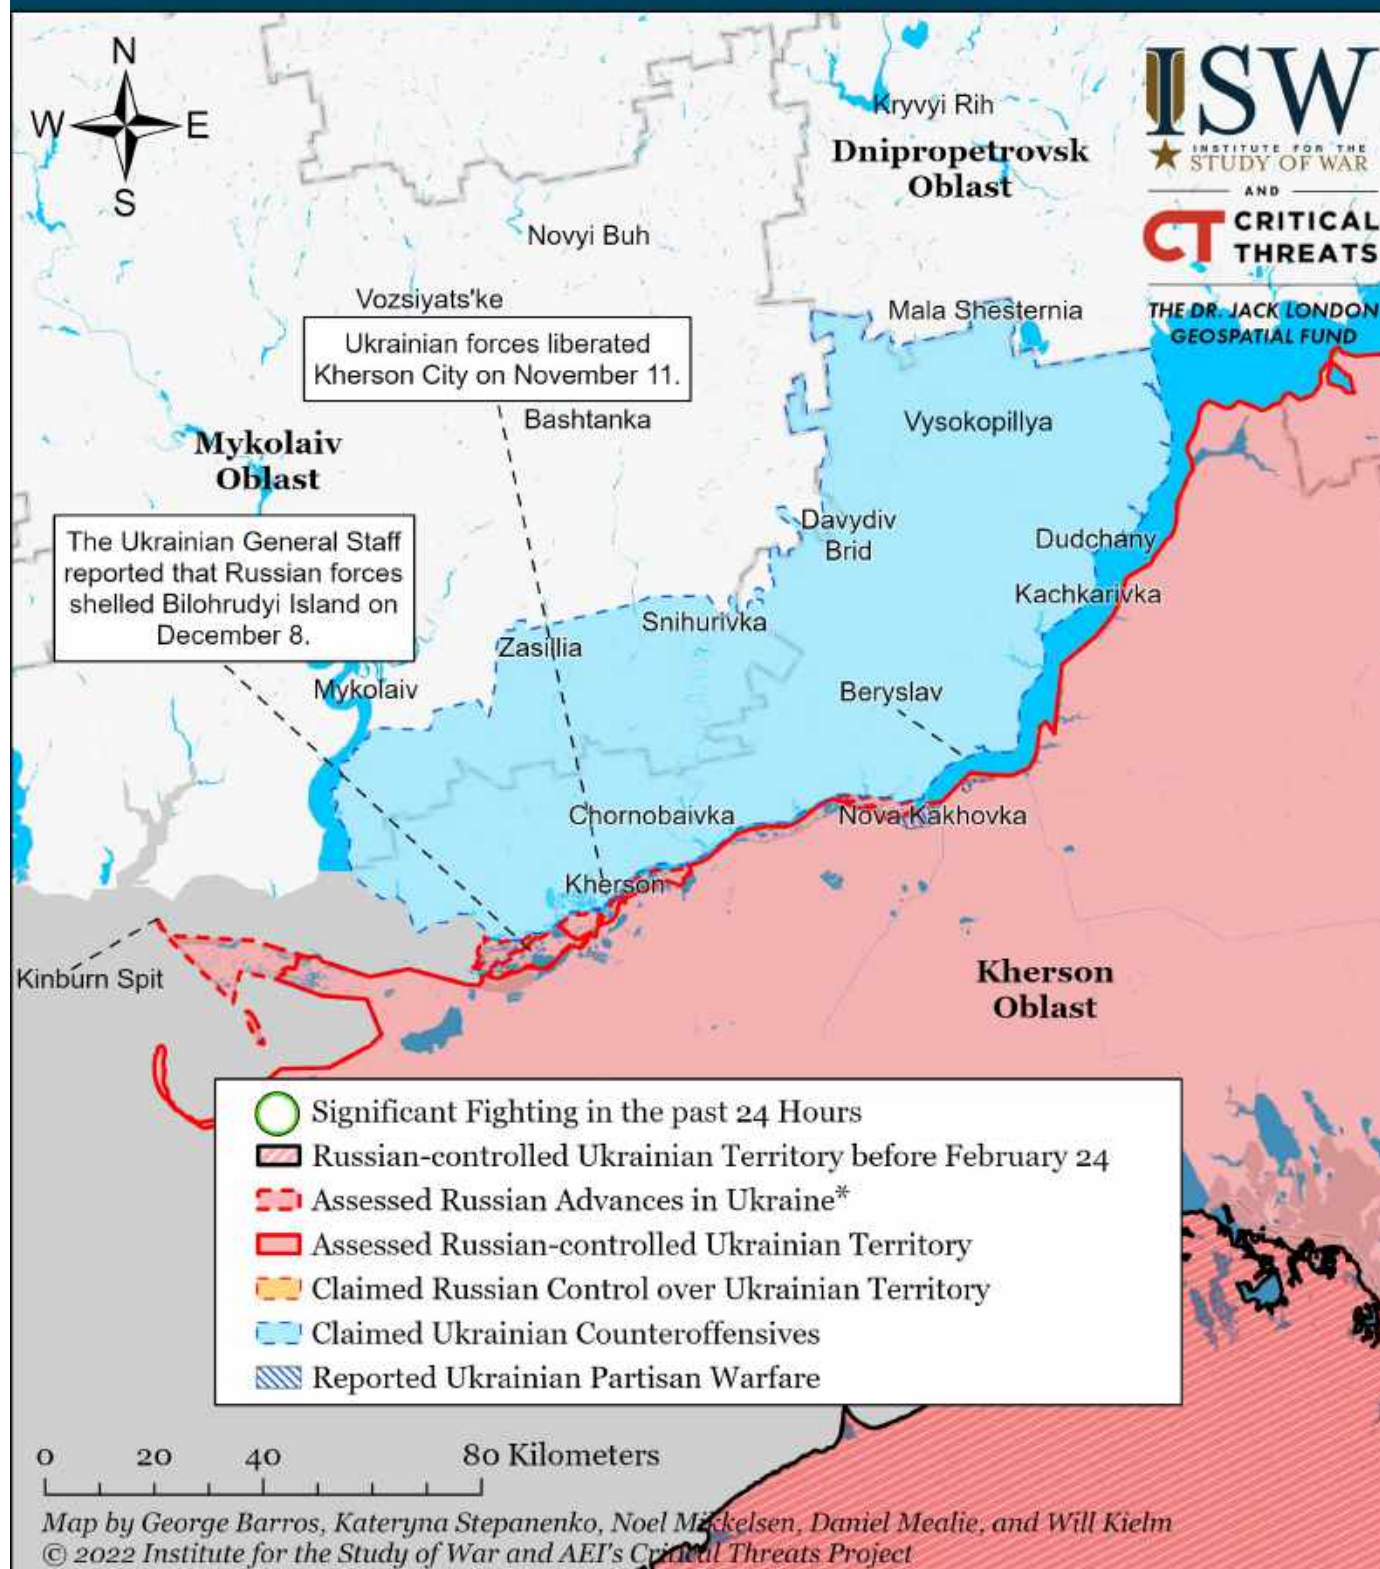 N
W
E
S
ISW
INSTITUTE FOR THE
STUDY OF WAR
AND
CT CRITICAL
THREATS
THE DR. JACK LONDON
GEOSPATIAL FUND
Kryvyi Rih
Dnipropetrovsk
Oblast
Novyi Buh
Vozsiyats'ke
Mala Shesternia
Ukrainian forces liberated
Kherson City on November 11.
Bashtanka
Vysokopillya
Mykolaiv
Oblast
The Ukrainian General Staff
reported that Russian forces
shelled Bilohrudyi Island on
December 8.
Davydiv
Brid
Dudchany
Kachkarivka
Snihurivka
Zasillia
Mykolaiv
Beryslav
Chornobaivka
Nova Kakhovka
Kherson
Kinburn Spit
Kherson
Oblast
Significant Fighting in the past 24 Hours
Russian-controlled Ukrainian Territory before February 24
Assessed Russian Advances in Ukraine*
Assessed Russian-controlled Ukrainian Territory
Claimed Russian Control over Ukrainian Territory
Claimed Ukrainian Counteroffensives
Reported Ukrainian Partisan Warfare
0 20 40 80 Kilometers
Map by George Barros, Kateryna Stepanenko, Noel Mikkelsen, Daniel Mealie, and Will Kielm
© 2022 Institute for the Study of War and AEI's Critical Threats Project